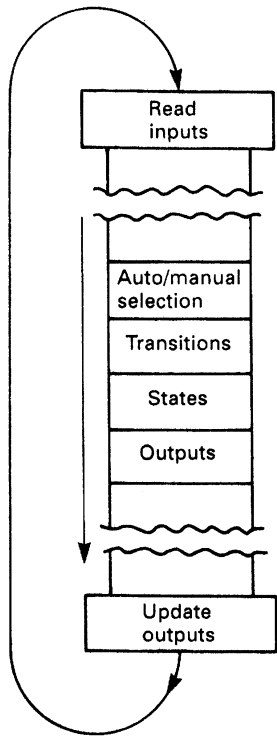 Read
inputs
Auto/manual
selection
Transitions
States
Outputs
Update
outputs